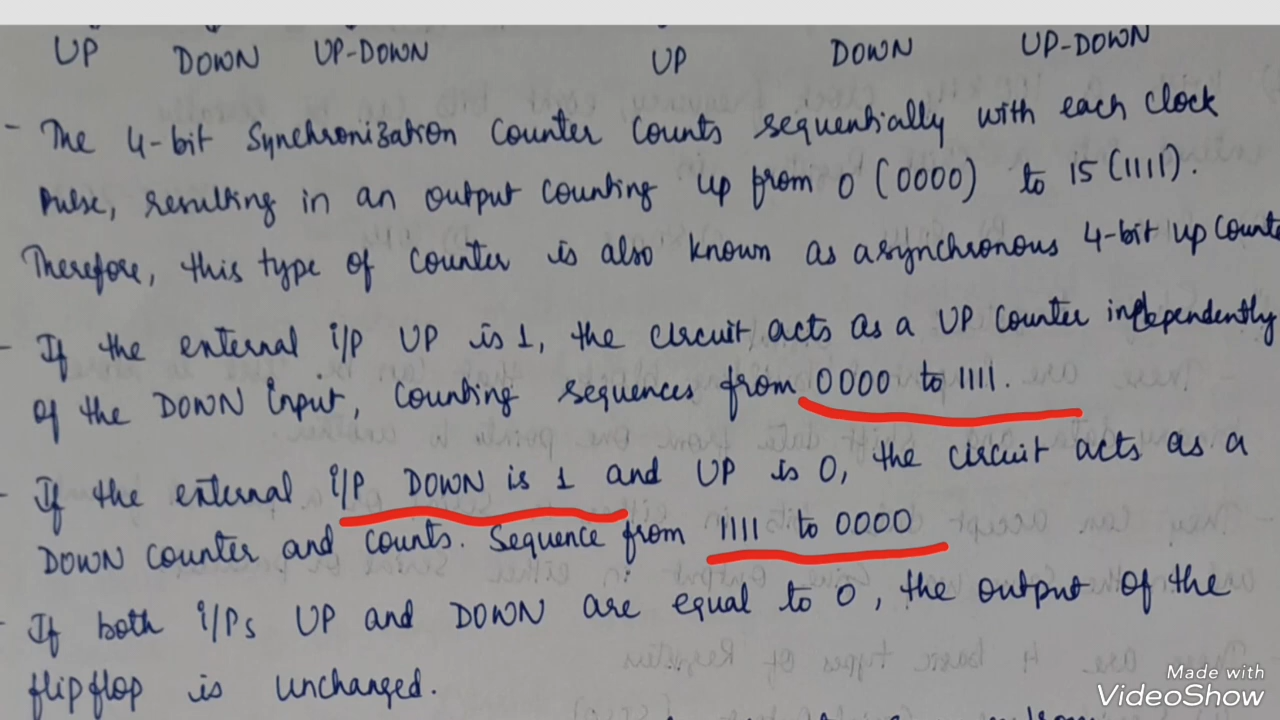 UP DOWN UP-DOWN UP DOWN UP-DOWN
- The 4-bit Synchronization Counter Counts sequentially with each clock
Pulse, resulting in an output counting up from 0 (0000) to 15 (1111).
Therefore, this type of Counter is also known as asynchronous 4-bit up Counte
- If the external i/p UP is 1, the circuit acts as a UP Counter independently
of the DOWN Input, Counting sequences from 0000 to 1111.
- If the external i/p DOWN is 1 and UP is 0, the circuit acts as a
DOWN counter and counts. Sequence from 1111 to 0000
- If both i/Ps UP and DOWN are equal to 0, the output of the
flipflop is unchanged.
Made with
VideoShow